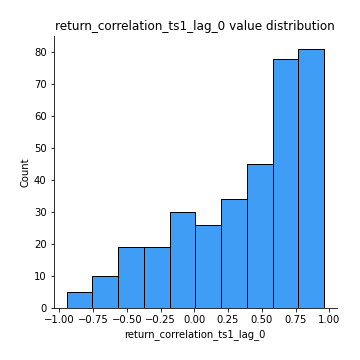 return_correlation_ts1_lag_0 value distribution
80
70
60
50
40
30
20
10
0
Count
−1.00 −0.75 −0.50 −0.25 0.00 0.25 0.50 0.75 1.00
return_correlation_ts1_lag_0